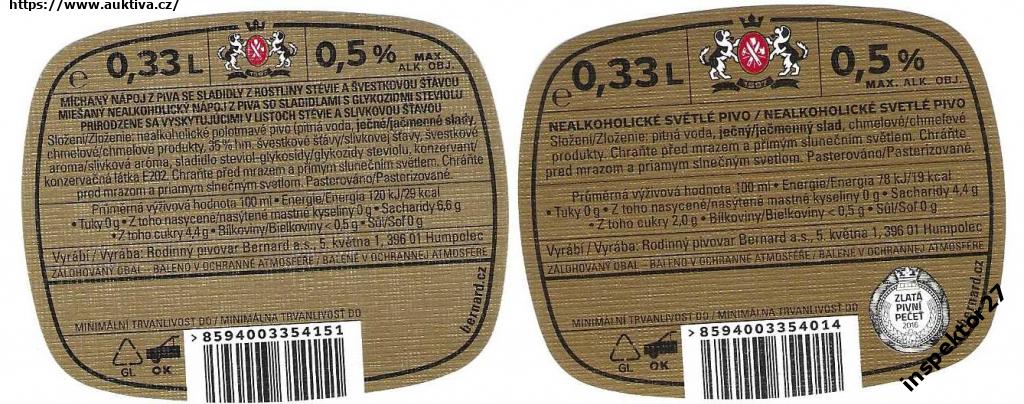 https://www.auktiva.cz/
e 0,33 L
1597
0,5 % MAX. ALK. OBJ.
MÍCHANÝ NÁPOJ Z PIVA SE SLADIDLY Z ROSTLINY STÉVIE A ŠVESTKOVOU ŠŤÁVOU
MIEŠANÝ NEALKOHOLICKÝ NÁPOJ Z PIVA SO SLADIDLAMI S GLYKOZIDMI STEVIOLU
PRIRODZENE SA VYSKYTUJÚCIMI V LISTOCH STÉVIE A SLIVKOVOU ŠŤAVOU
Složení/Zloženie: nealkoholické polotmavé pivo (pitná voda, ječné/jačmenné slady,
chmelové/chmeľové produkty, 35% hm. švestkové šťávy/slivkovej šťavy, švestkové
aroma/slivková aróma, sladidlo steviol-glykosidy/glykozidy steviolu, konzervant/
konzervačná látka E202. Chraňte před mrazem a přímým slunečním světlem. Chráňte
pred mrazom a priamym slnečným svetlom. Pasterováno/Pasterizované.
Průměrná výživová hodnota 100 ml • Energie/Energia 120 kJ/29 kcal
• Tuky 0 g • Z toho nasycené/nasýtené mastné kyseliny 0 g • Sacharidy 6,6 g
• Z toho cukry 4,4 g • Bílkoviny/Bielkoviny < 0,5 g • Sůl/Soľ 0 g
Vyrábí / Vyrába: Rodinný pivovar Bernard a.s., 5. května 1, 396 01 Humpolec
ZÁLOHOVANÝ OBAL – BALENO V OCHRANNÉ ATMOSFÉŘE / BALENÉ V OCHRANNEJ ATMOSFÉRE
MINIMÁLNÍ TRVANLIVOST DO / MINIMÁLNA TRVANLIVOSŤ DO
bernard.cz
>8594003354151
GL OK
e 0,33 L
1597
0,5 % MAX. ALK. OBJ.
NEALKOHOLICKÉ SVĚTLÉ PIVO / NEALKOHOLICKÉ SVETLÉ PIVO
Složení/Zloženie: pitná voda, ječný/jačmenný slad, chmelové/chmeľové
produkty. Chraňte před mrazem a přímým slunečním světlem. Chráňte
pred mrazom a priamym slnečným svetlom. Pasterováno/Pasterizované.
Průměrná výživová hodnota 100 ml • Energie/Energia 78 kJ/19 kcal
• Tuky 0 g • Z toho nasycené/nasýtené mastné kyseliny 0 g • Sacharidy 4,4 g
• Z toho cukry 2,0 g • Bílkoviny/Bielkoviny < 0,5 g • Sůl/Soľ 0 g
Vyrábí / Vyrába: Rodinný pivovar Bernard a.s., 5. května 1, 396 01 Humpolec
ZÁLOHOVANÝ OBAL – BALENO V OCHRANNÉ ATMOSFÉŘE / BALENÉ V OCHRANNEJ ATMOSFÉRE
MINIMÁLNÍ TRVANLIVOST DO / MINIMÁLNA TRVANLIVOSŤ DO
ZLATÁ
PIVNÍ
PEČEŤ
2016
bernard.cz
>8594003354014
GL OK
inspektor27